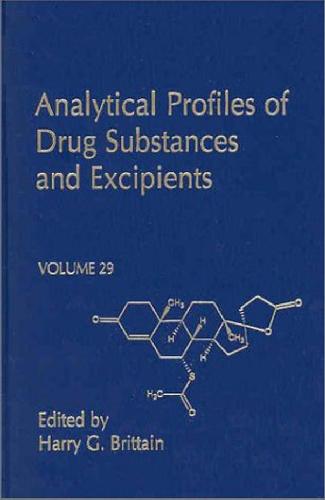 Analytical Profiles of
Drug Substances
and Excipients
VOLUME 29
O
CH₃
H
H
H
CH₃
O
O
S
H₃C
O
Edited by
Harry G. Brittain